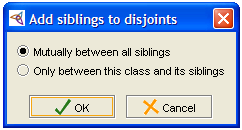 Add siblings to disjoints
Mutually between all siblings
Only between this class and its siblings
OK
Cancel